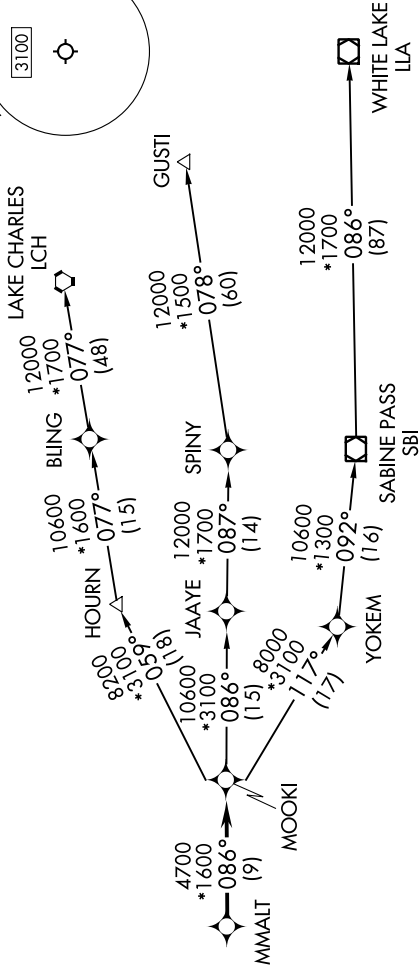 3100
LAKE CHARLES
LCH
12000
*1700
077°
(48)
BLING
10600
*1600
077°
(15)
HOURN
8200
*3100
059°
(18)
GUSTI
12000
*1500
078°
(60)
SPINY
12000
*1700
087°
(14)
JAAYE
10600
*3100
086°
(15)
MOOKI
4700
*1600
086°
(9)
MMALT
8000
*3100
117°
(17)
YOKEM
10600
*1300
092°
(16)
SABINE PASS
SBI
12000
*1700
086°
(87)
WHITE LAKE
LLA